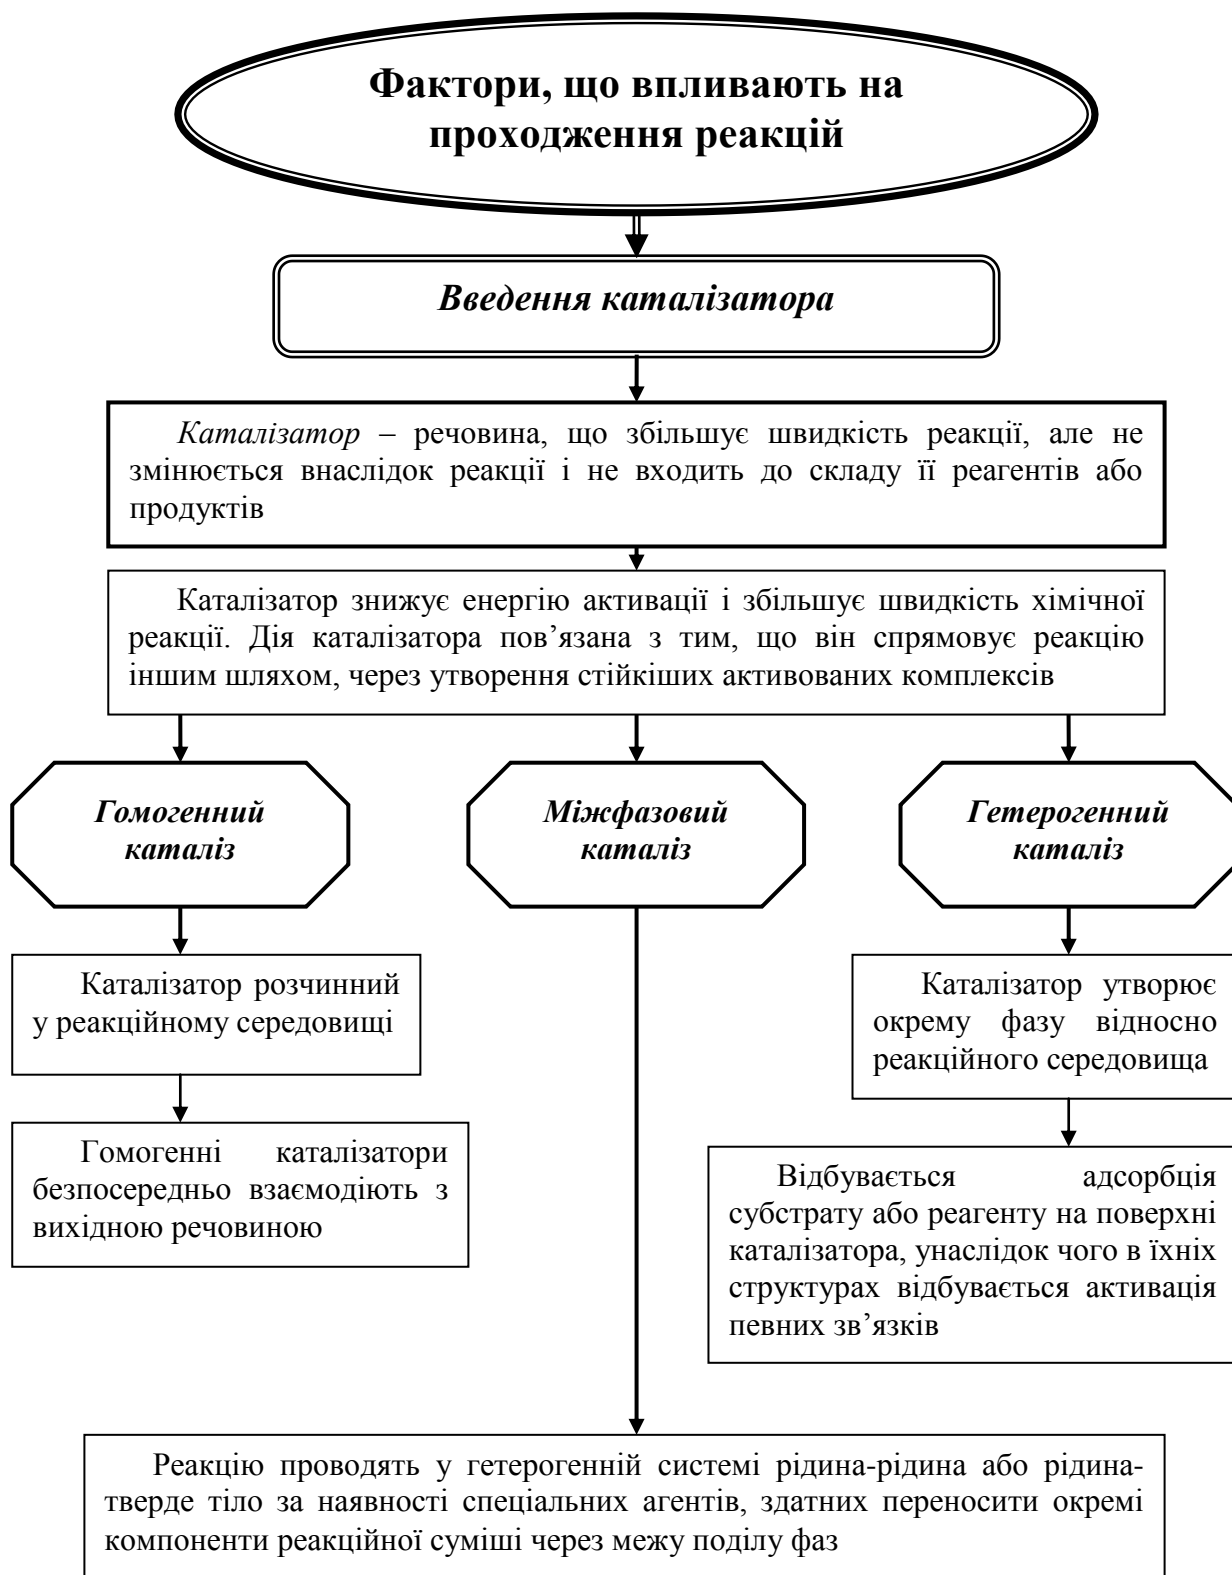 Фактори, що впливають на
проходження реакцій
Введення каталізатора
Каталізатор – речовина, що збільшує швидкість реакції, але не
змінюється внаслідок реакції і не входить до складу її реагентів або
продуктів
Каталізатор знижує енергію активації і збільшує швидкість хімічної
реакції. Дія каталізатора пов’язана з тим, що він спрямовує реакцію
іншим шляхом, через утворення стійкіших активованих комплексів
Гомогенний
каталіз
Міжфазовий
каталіз
Гетерогенний
каталіз
Каталізатор розчинний
у реакційному середовищі
Каталізатор утворює
окрему фазу відносно
реакційного середовища
Гомогенні каталізатори
безпосередньо взаємодіють з
вихідною речовиною
Відбувається адсорбція
субстрату або реагенту на поверхні
каталізатора, унаслідок чого в їхніх
структурах відбувається активація
певних зв’язків
Реакцію проводять у гетерогенній системі рідина-рідина або рідина-
тверде тіло за наявності спеціальних агентів, здатних переносити окремі
компоненти реакційної суміші через межу поділу фаз